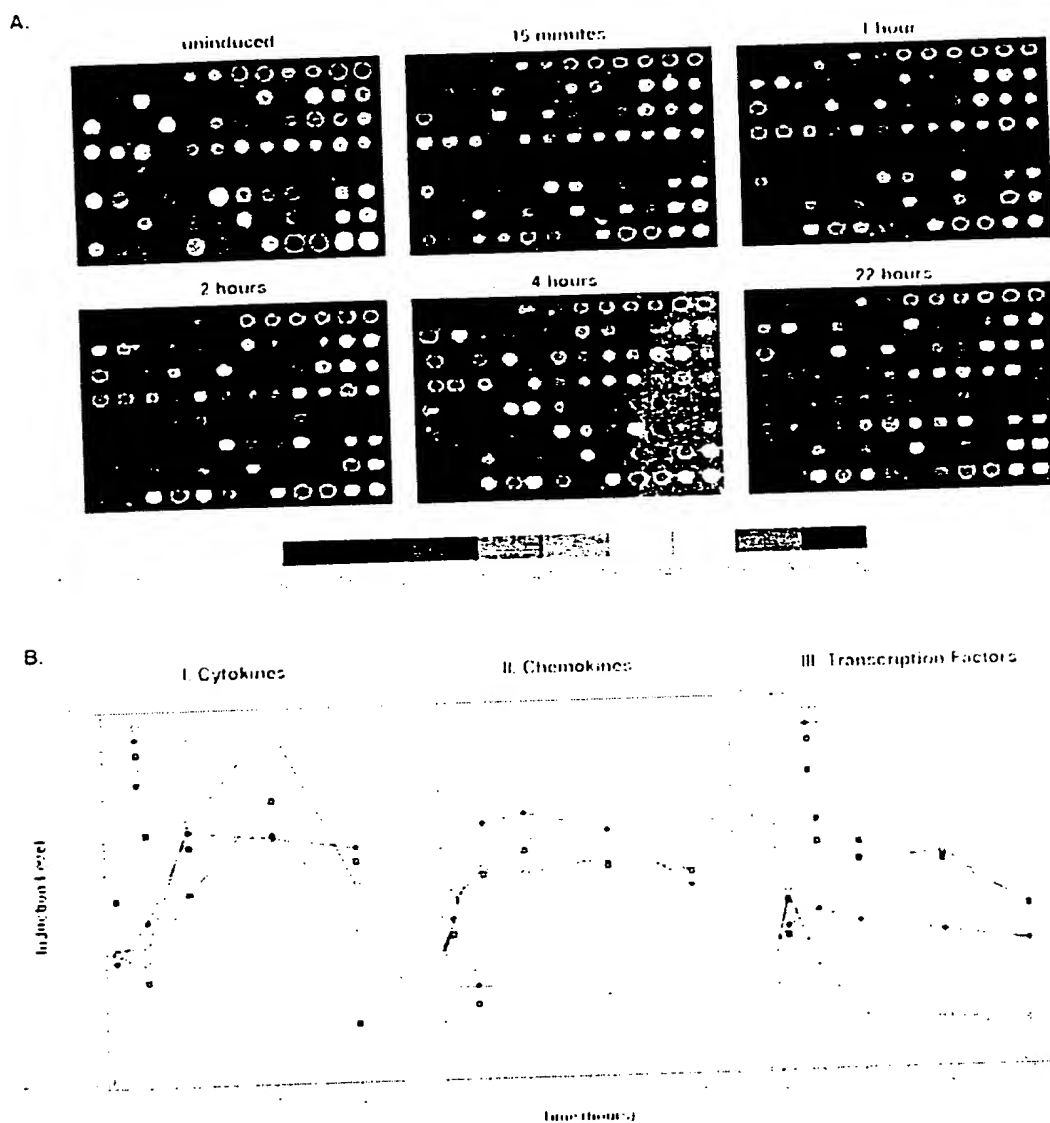 A.
uninduced
15 minutes
1 hour
2 hours
4 hours
22 hours
B.
I. Cytokines
II. Chemokines
III. Transcription Factors
Induction Level
Time (hours)